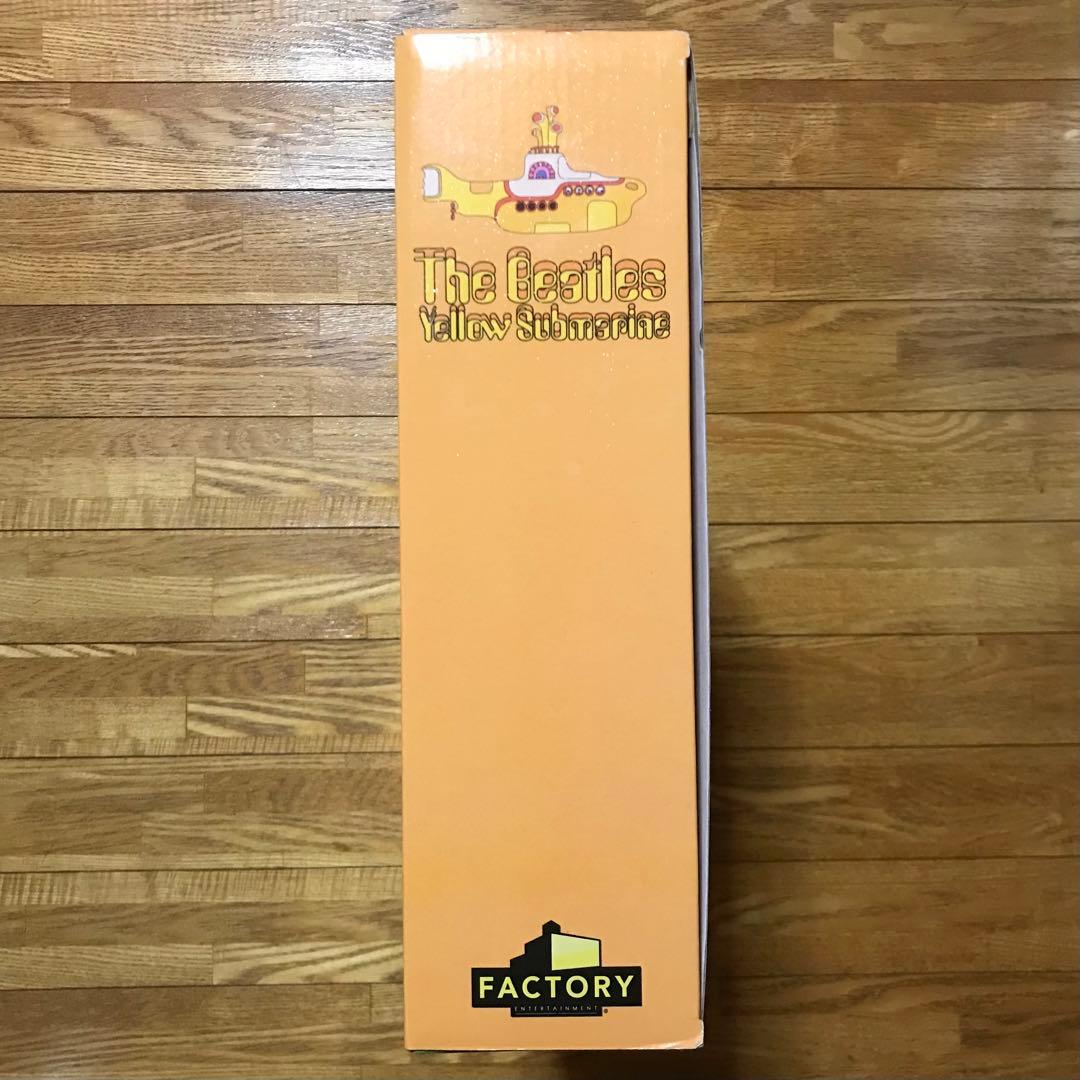 The Beatles
Yellow Submarine
FACTORY
ENTERTAINMENT®